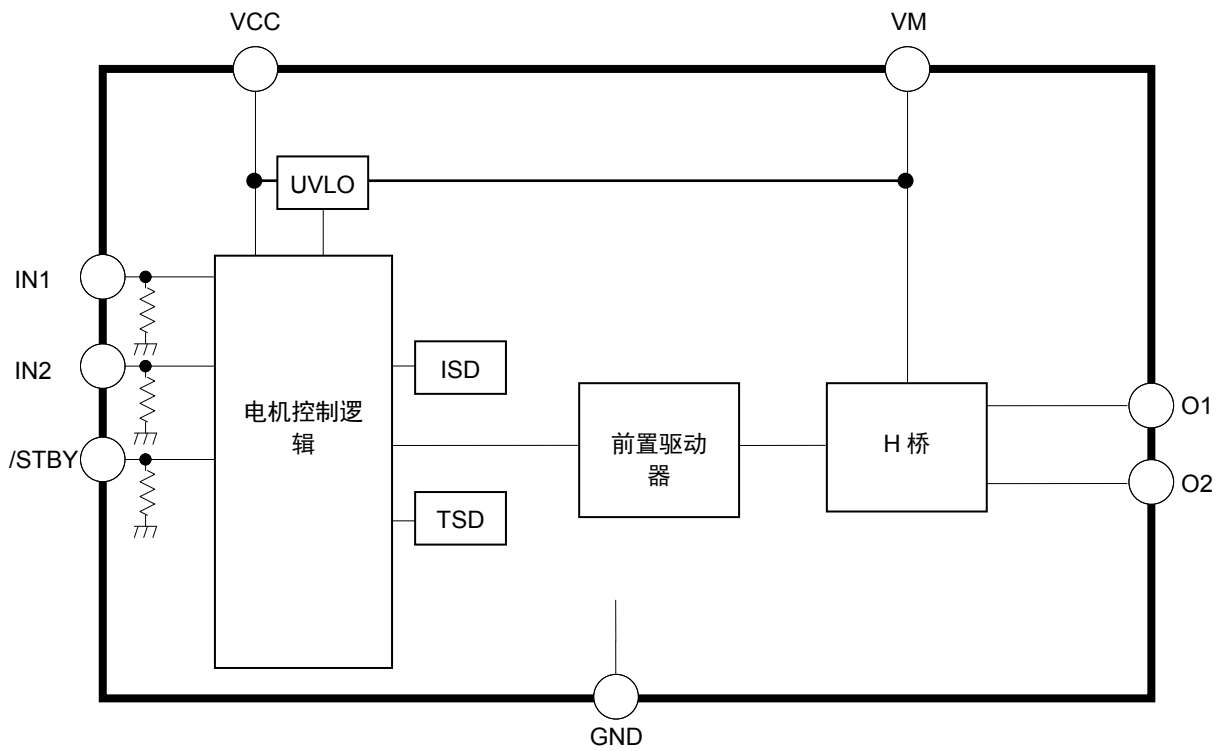 VCC
VM
UVLO
IN1
IN2
/STBY
电机控制逻
辑
ISD
TSD
前置驱动
器
H 桥
O1
O2
GND